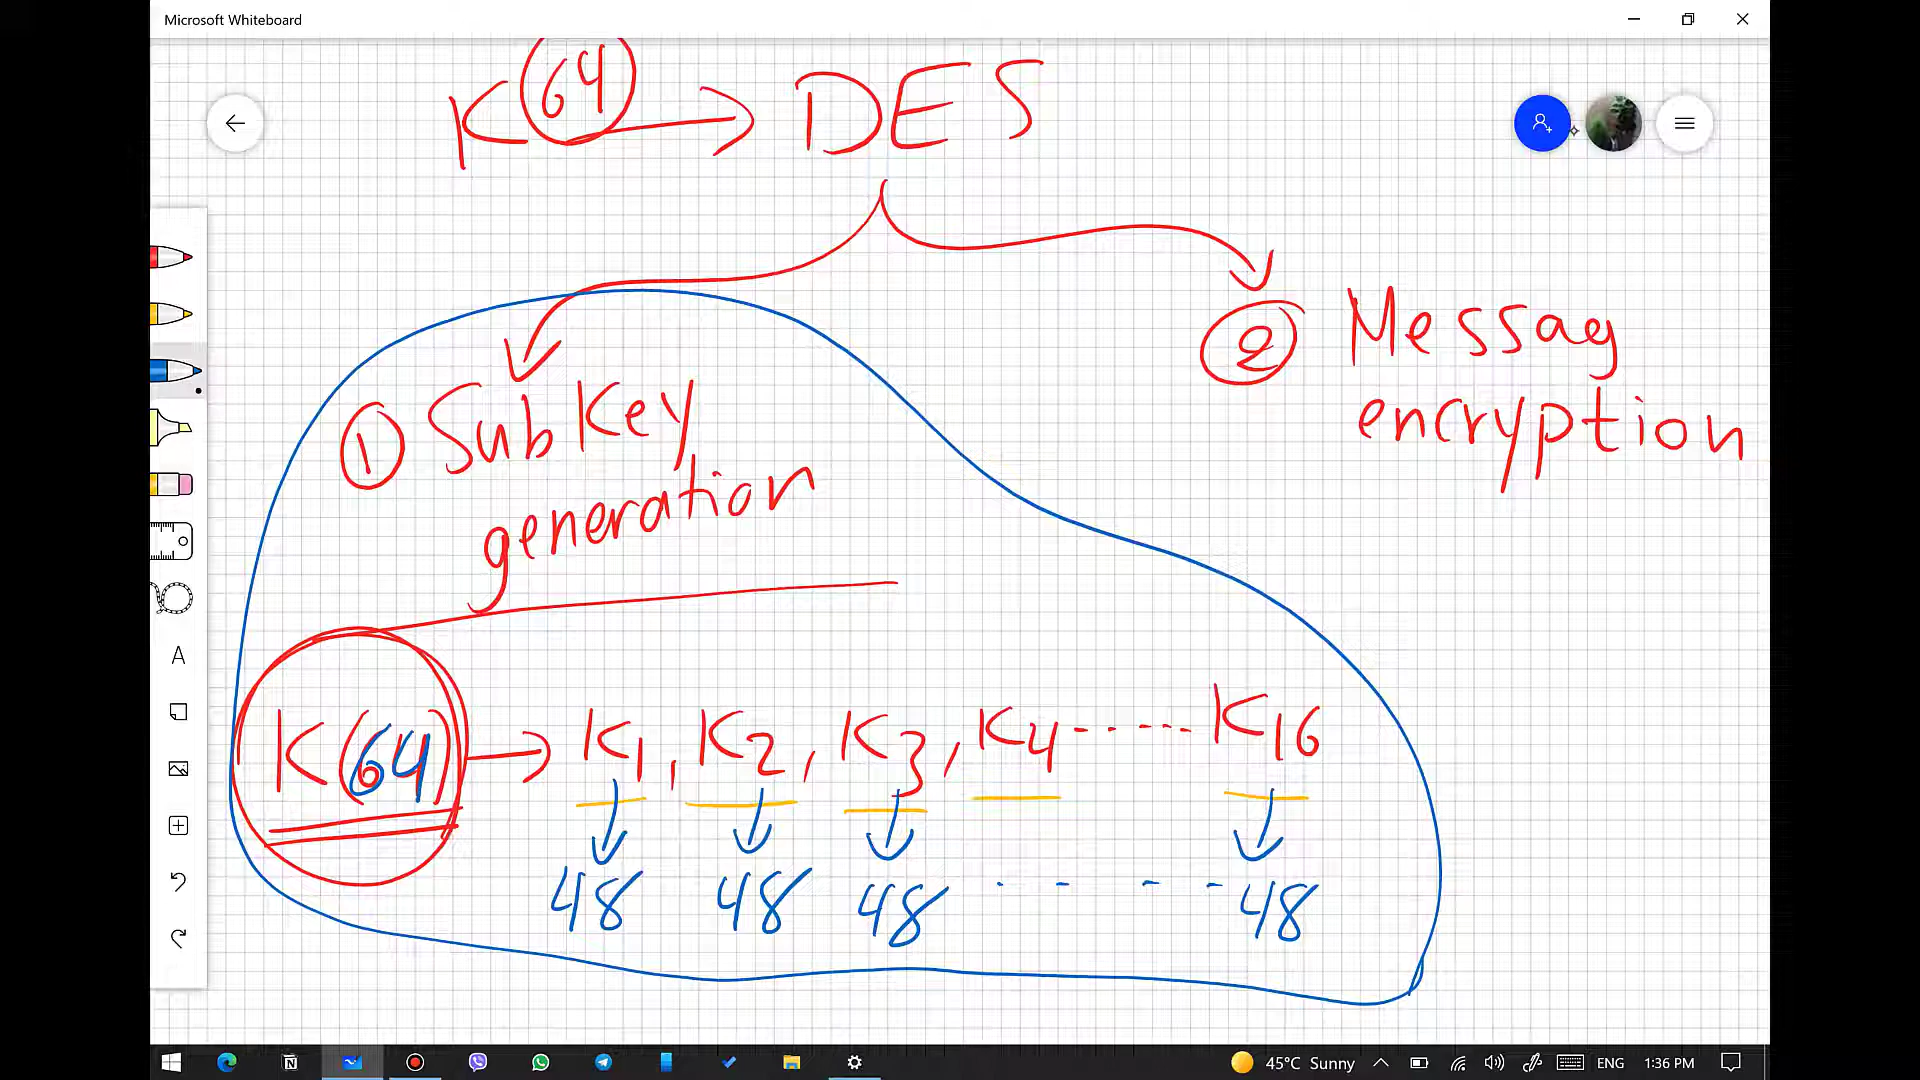 Microsoft Whiteboard
K 64 → DES
② Messag
encryption
① SubKey
generation
K(64) → K1, K2, K3, K4 ...... K16
48 48 48 - - - - 48
A
45°C Sunny ENG 1:36 PM